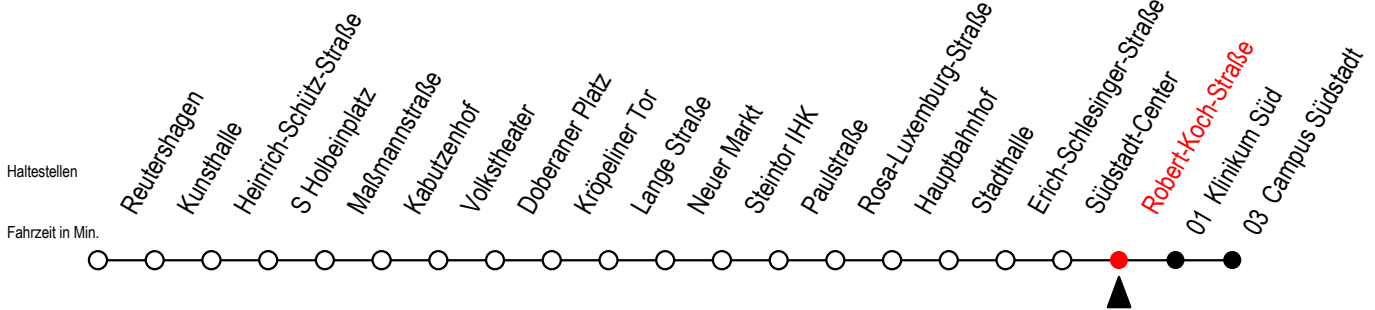 Haltestellen
Fahrzeit in Min.
Reutershagen
Kunsthalle
Heinrich-Schütz-Straße
S Holbeinplatz
Maßmannstraße
Kabutzenhof
Volkstheater
Doberaner Platz
Kröpeliner Tor
Lange Straße
Neuer Markt
Steintor IHK
Paulstraße
Rosa-Luxemburg-Straße
Hauptbahnhof
Stadthalle
Erich-Schlesinger-Straße
Südstadt-Center
Robert-Koch-Straße
01 Klinikum Süd
03 Campus Südstadt